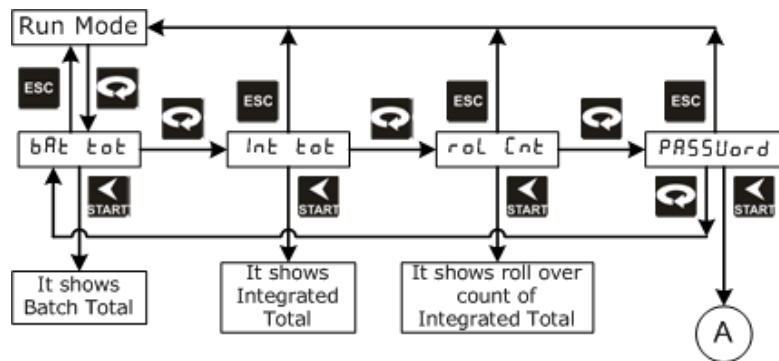 Run Mode
ESC
ESC
ESC
ESC
bAt tot
Int tot
roL Cnt
PASSUord
START
START
START
START
It shows
Batch Total
It shows
Integrated
Total
It shows roll over
count of
Integrated Total
A